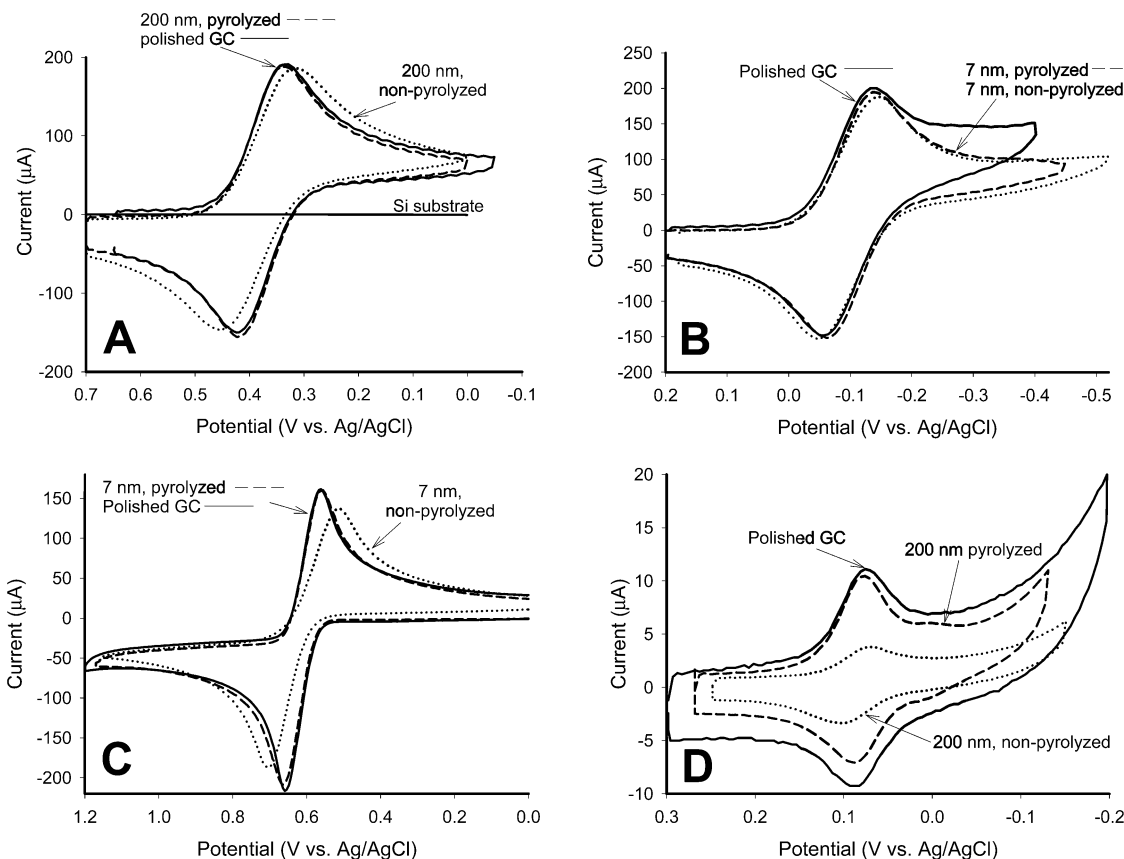 200 nm, pyrolyzed
polished GC
200 nm,
non-pyrolyzed
Si substrate
Current (µA)
200
100
0
-100
-200
A
0.7 0.6 0.5 0.4 0.3 0.2 0.1 0.0 -0.1
Potential (V vs. Ag/AgCl)
Polished GC
7 nm, pyrolyzed
7 nm, non-pyrolyzed
Current (µA)
250
200
150
100
50
0
-50
-100
-150
-200
B
0.2 0.1 0.0 -0.1 -0.2 -0.3 -0.4 -0.5
Potential (V vs. Ag/AgCl)
7 nm, pyrolyzed
Polished GC
7 nm,
non-pyrolyzed
Current (µA)
150
100
50
0
-50
-100
-150
-200
C
1.2 1.0 0.8 0.6 0.4 0.2 0.0
Potential (V vs. Ag/AgCl)
Polished GC
200 nm pyrolyzed
200 nm, non-pyrolyzed
Current (µA)
20
15
10
5
0
-5
-10
D
0.3 0.2 0.1 0.0 -0.1 -0.2
Potential (V vs. Ag/AgCl)